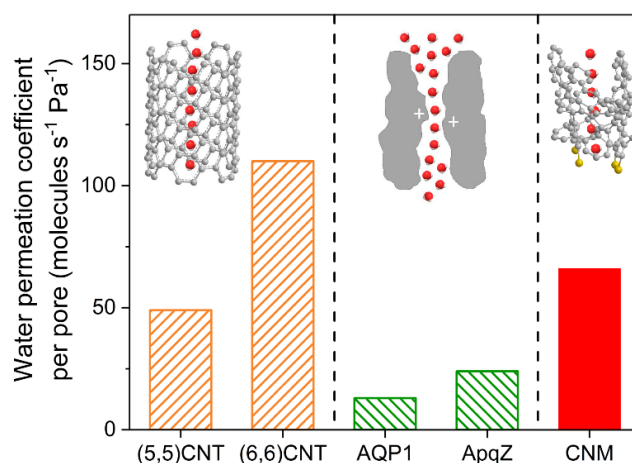 Water permeation coefficient
per pore (molecules s⁻¹ Pa⁻¹)
150
100
50
0
+ +
(5,5)CNT (6,6)CNT AQP1 ApqZ CNM